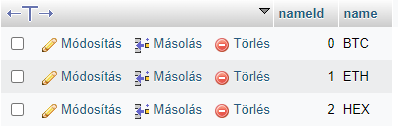 nameId name
Módosítás Másolás Törlés 0 BTC
Módosítás Másolás Törlés 1 ETH
Módosítás Másolás Törlés 2 HEX